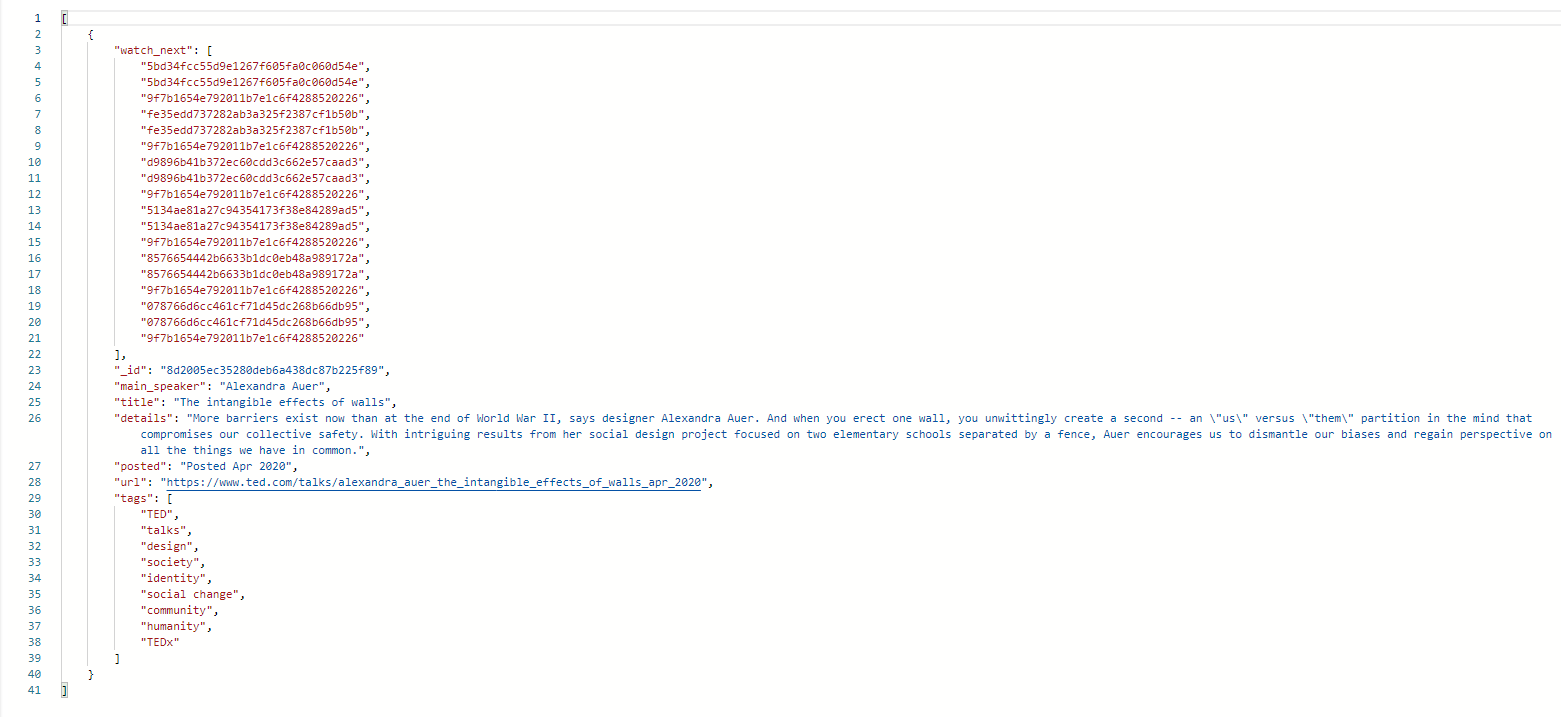 1 [
2 {
3 "watch_next": [
4 "5bd34fcc55d9e1267f605fa0c060d54e",
5 "5bd34fcc55d9e1267f605fa0c060d54e",
6 "9f7b1654e792011b7e1c6f4288520226",
7 "fe35edd737282ab3a325f2387cf1b50b",
8 "fe35edd737282ab3a325f2387cf1b50b",
9 "9f7b1654e792011b7e1c6f4288520226",
10 "d9896b41b372ec60cdd3c662e57caad3",
11 "d9896b41b372ec60cdd3c662e57caad3",
12 "9f7b1654e792011b7e1c6f4288520226",
13 "5134ae81a27c94354173f38e84289ad5",
14 "5134ae81a27c94354173f38e84289ad5",
15 "9f7b1654e792011b7e1c6f4288520226",
16 "8576654442b6633b1dc0eb48a989172a",
17 "8576654442b6633b1dc0eb48a989172a",
18 "9f7b1654e792011b7e1c6f4288520226",
19 "078766d6cc461cf71d45dc268b66db95",
20 "078766d6cc461cf71d45dc268b66db95",
21 "9f7b1654e792011b7e1c6f4288520226"
22 ],
23 "_id": "8d2005ec35280deb6a438dc87b225f89",
24 "main_speaker": "Alexandra Auer",
25 "title": "The intangible effects of walls",
26 "details": "More barriers exist now than at the end of World War II, says designer Alexandra Auer. And when you erect one wall, you unwittingly create a second -- an \"us\" versus \"them\" partition in the mind that
compromises our collective safety. With intriguing results from her social design project focused on two elementary schools separated by a fence, Auer encourages us to dismantle our biases and regain perspective on
all the things we have in common.",
27 "posted": "Posted Apr 2020",
28 "url": "https://www.ted.com/talks/alexandra_auer_the_intangible_effects_of_walls_apr_2020",
29 "tags": [
30 "TED",
31 "talks",
32 "design",
33 "society",
34 "identity",
35 "social change",
36 "community",
37 "humanity",
38 "TEDx"
39 ]
40 }
41 ]